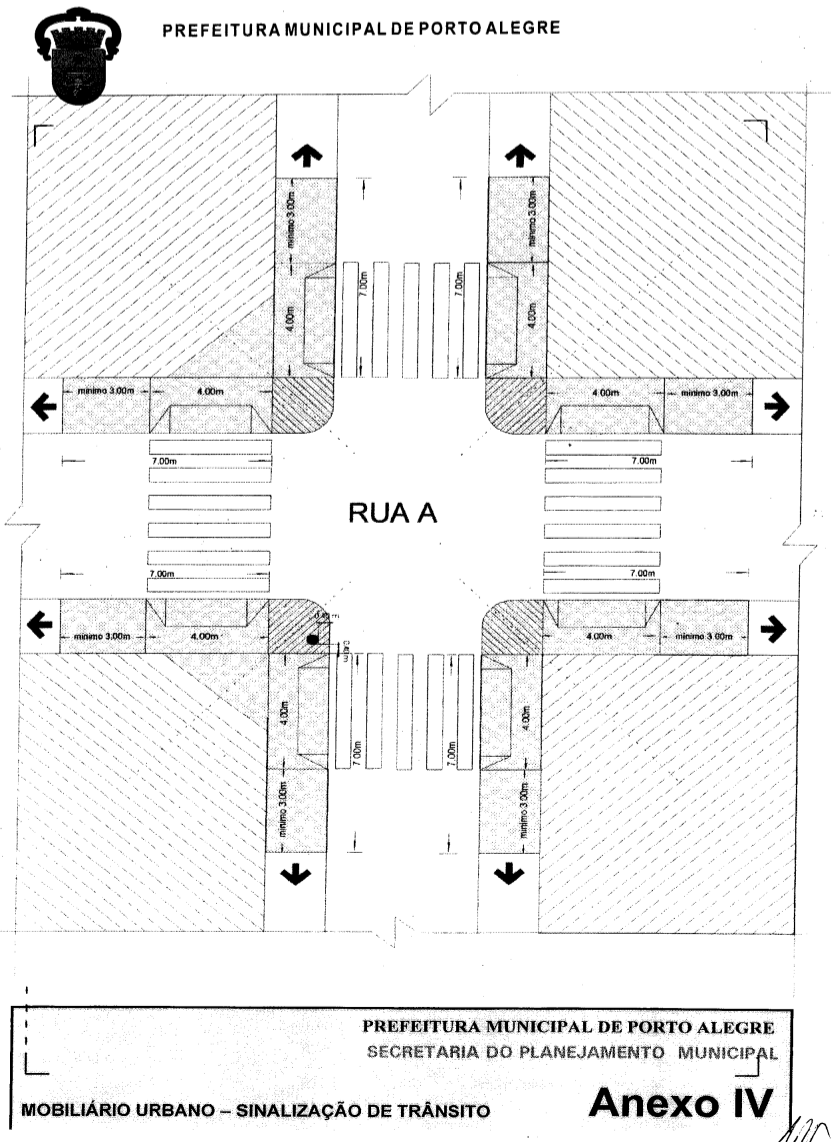 PREFEITURA MUNICIPAL DE PORTO ALEGRE
mínimo 3.00m
mínimo 3.00m
7.00m
7.00m
4.00m
4.00m
mínimo 3.00m
4.00m
4.00m
mínimo 3.00m
7.00m
7.00m
RUA A
7.00m
7.00m
mínimo 3.00m
4.00m
4.00m
mínimo 3.00m
4.00m
4.00m
7.00m
7.00m
mínimo 3.00m
mínimo 3.00m
PREFEITURA MUNICIPAL DE PORTO ALEGRE
SECRETARIA DO PLANEJAMENTO MUNICIPAL
MOBILIÁRIO URBANO – SINALIZAÇÃO DE TRÂNSITO
Anexo IV